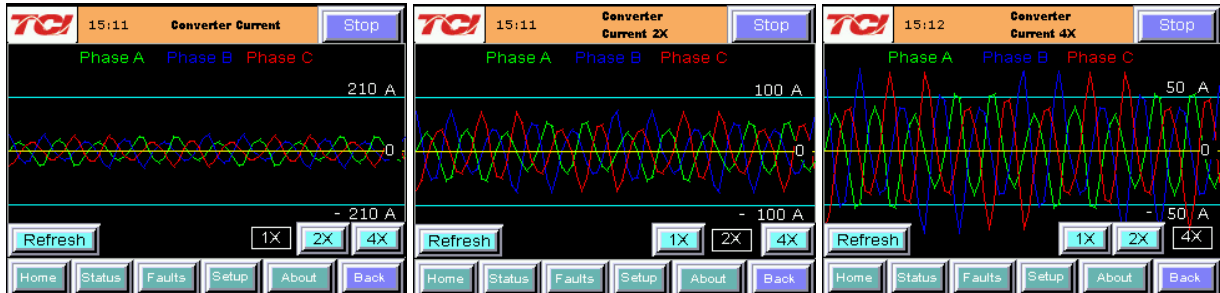 TCI 15:11 Converter Current Stop
Phase A Phase B Phase C
210 A
0
- 210 A
Refresh 1X 2X 4X
Home Status Faults Setup About Back
TCI 15:11 Converter Current 2X Stop
Phase A Phase B Phase C
100 A
0
- 100 A
Refresh 1X 2X 4X
Home Status Faults Setup About Back
TCI 15:12 Converter Current 4X Stop
Phase A Phase B Phase C
50 A
0
- 50 A
Refresh 1X 2X 4X
Home Status Faults Setup About Back